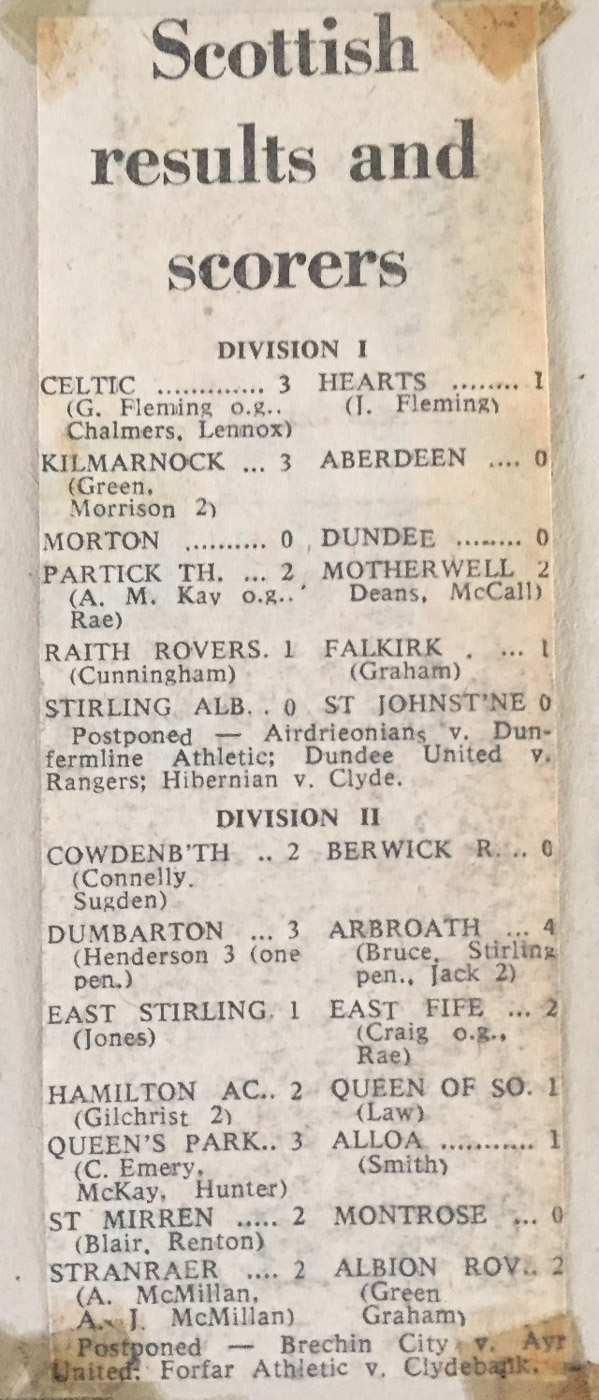 Scottish
results and
scorers
DIVISION I
CELTIC ............. 3 HEARTS ........ 1
(G. Fleming o.g., (J. Fleming)
Chalmers, Lennox)
KILMARNOCK ... 3 ABERDEEN .... 0
(Green,
Morrison 2)
MORTON .......... 0 DUNDEE ........ 0
PARTICK TH. ... 2 MOTHERWELL 2
(A. M. Kay o.g., Deans, McCall)
Rae)
RAITH ROVERS. 1 FALKIRK . ... 1
(Cunningham) (Graham)
STIRLING ALB. . 0 ST JOHNST'NE 0
Postponed — Airdrieonians v. Dun-
fermline Athletic; Dundee United v.
Rangers; Hibernian v. Clyde.
DIVISION II
COWDENB'TH .. 2 BERWICK R. .. 0
(Connelly,
Sugden)
DUMBARTON ... 3 ARBROATH ... 4
(Henderson 3 (one (Bruce, Stirling
pen.) pen., Jack 2)
EAST STIRLING. 1 EAST FIFE ... 2
(Jones) (Craig o.g.,
Rae)
HAMILTON AC.. 2 QUEEN OF SO. 1
(Gilchrist 2) (Law)
QUEEN'S PARK.. 3 ALLOA ........... 1
(C. Emery, (Smith)
McKay, Hunter)
ST MIRREN ..... 2 MONTROSE ... 0
(Blair, Renton)
STRANRAER .... 2 ALBION ROV.. 2
(A. McMillan, (Green
A. J. McMillan) Graham)
Postponed — Brechin City v. Ayr
United: Forfar Athletic v. Clydebank.